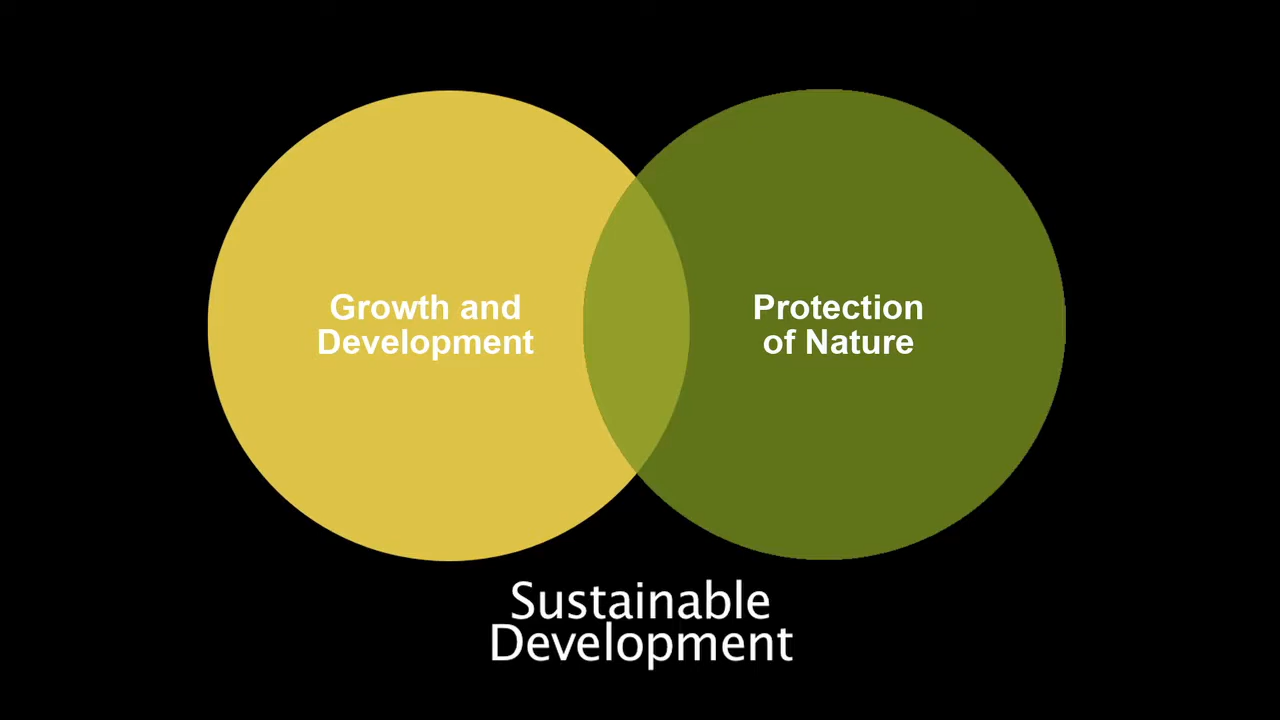 Growth and
Development
Protection
of Nature
Sustainable
Development